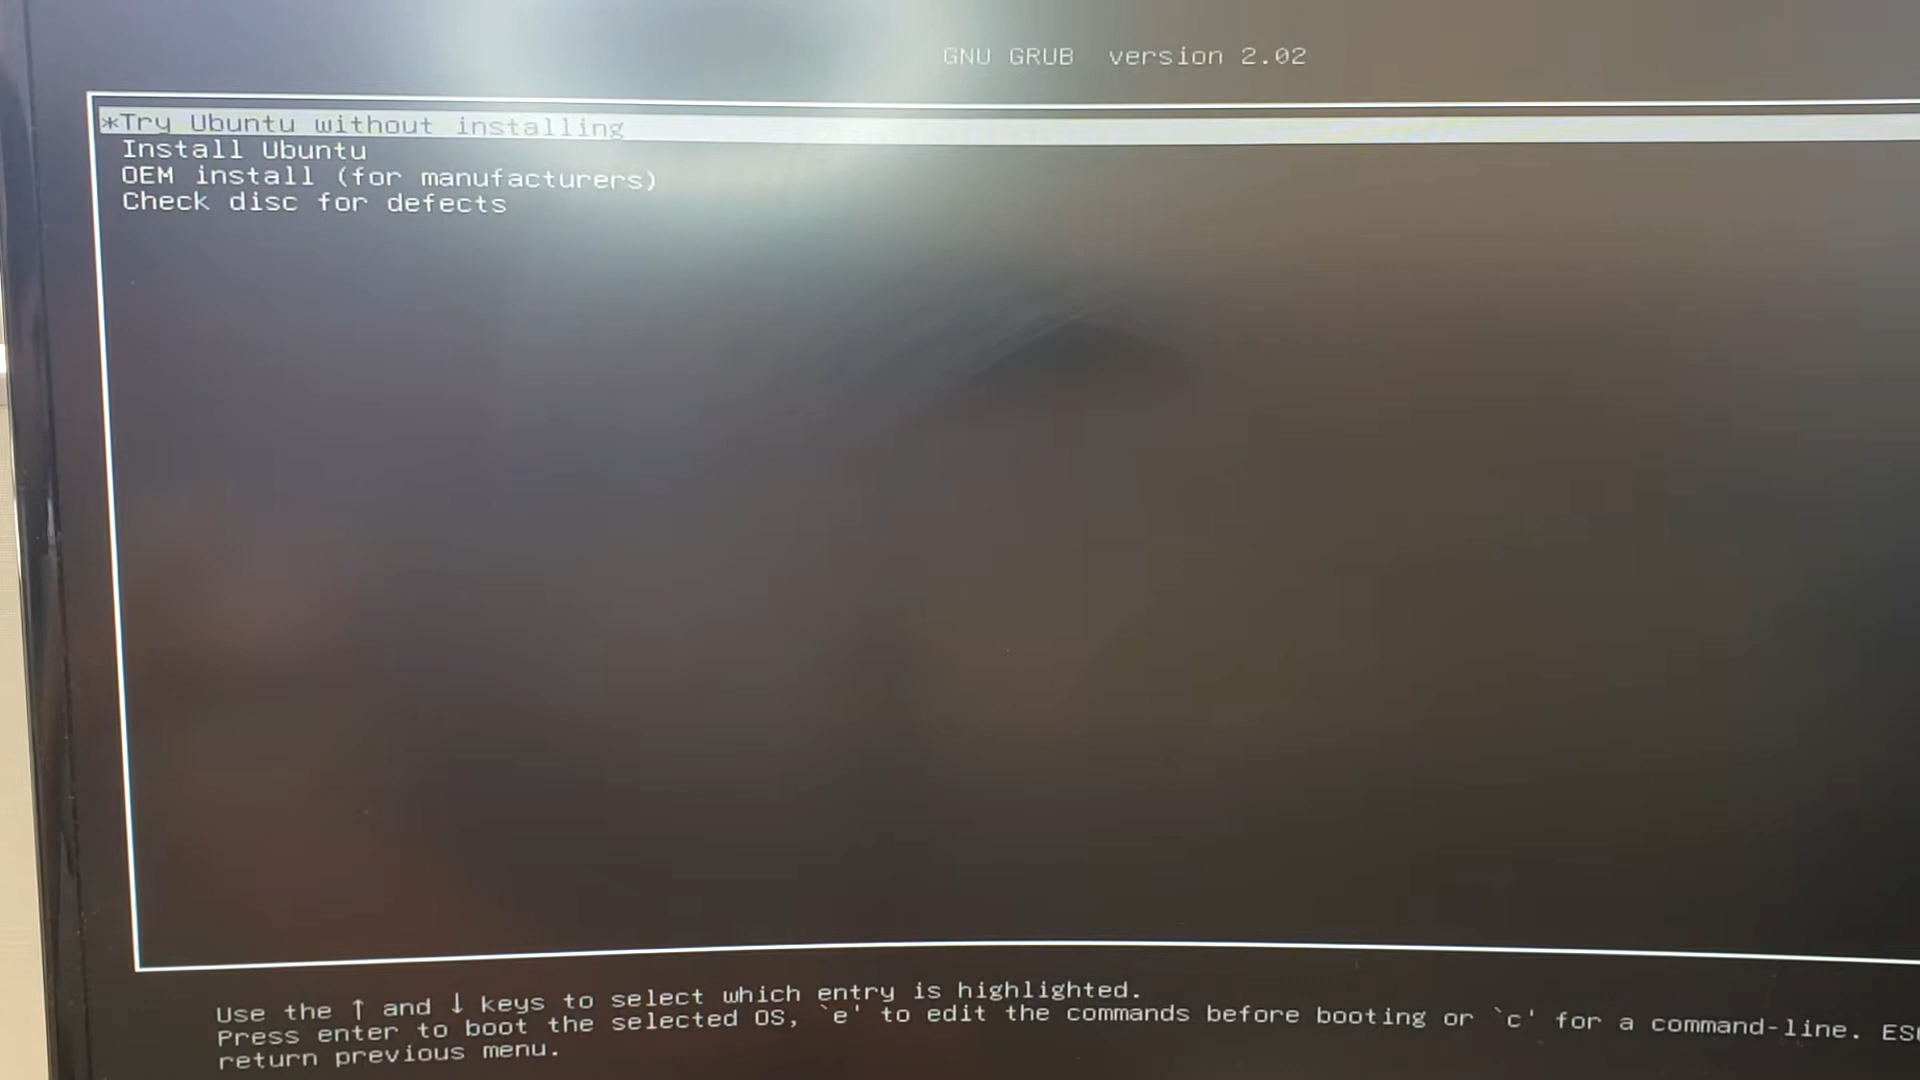 GNU GRUB version 2.02
*Try Ubuntu without installing
Install Ubuntu
OEM install (for manufacturers)
Check disc for defects
Use the ↑ and ↓ keys to select which entry is highlighted.
Press enter to boot the selected OS, `e' to edit the commands before booting or `c' for a command-line.
return previous menu.